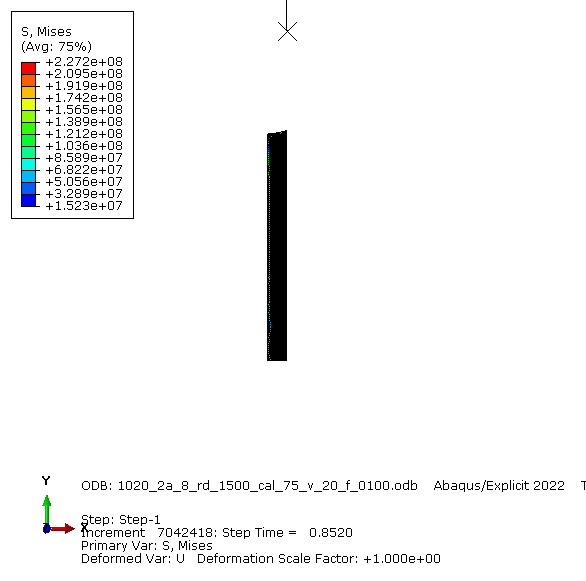 S, Mises
(Avg: 75%)
+2.272e+08
+2.095e+08
+1.919e+08
+1.742e+08
+1.565e+08
+1.389e+08
+1.212e+08
+1.036e+08
+8.589e+07
+6.822e+07
+5.056e+07
+3.289e+07
+1.523e+07
Y
ODB: 1020_2a_8_rd_1500_cal_75_v_20_f_0100.odb Abaqus/Explicit 2022 T
Step: Step-1
X
Increment 7042418: Step Time = 0.8520
Primary Var: S, Mises
Deformed Var: U Deformation Scale Factor: +1.000e+00